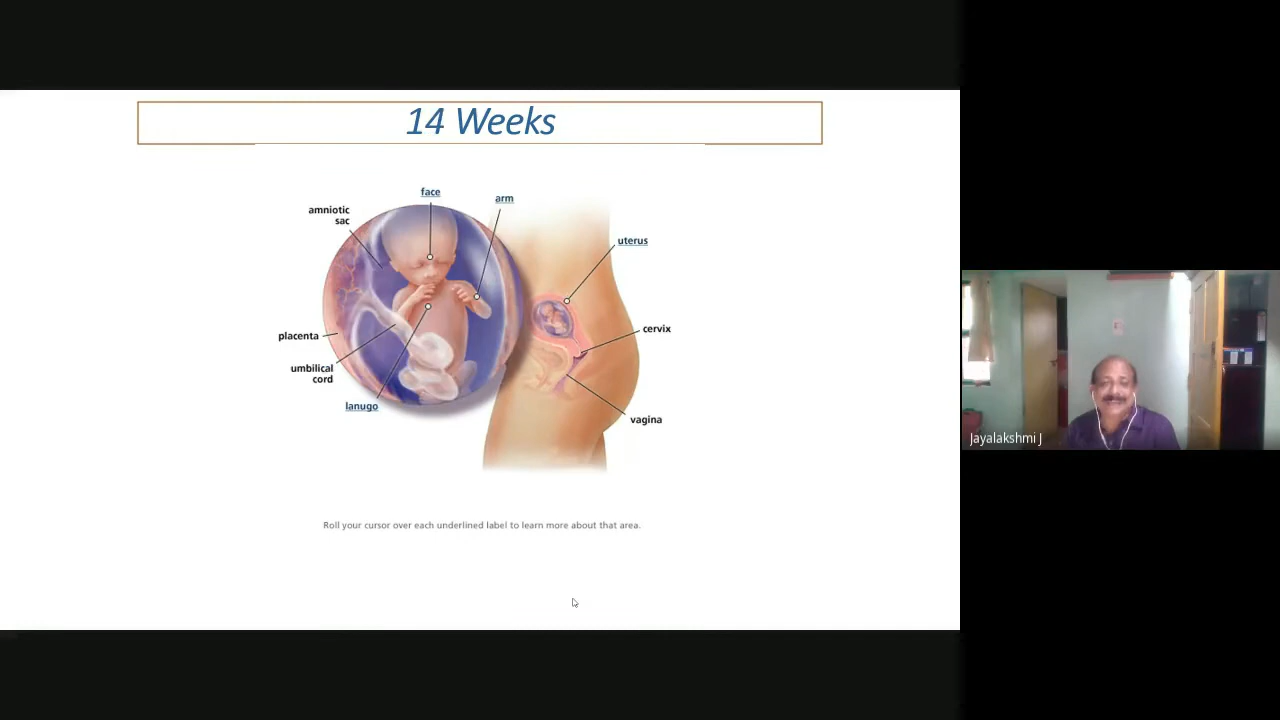 14 Weeks
face
arm
amniotic
sac
uterus
cervix
placenta
umbilical
cord
lanugo
vagina
Roll your cursor over each underlined label to learn more about that area.
Jayalakshmi J